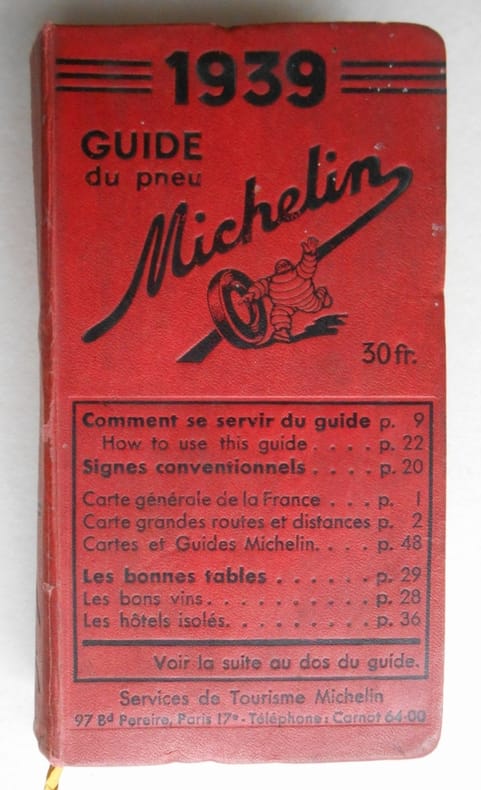 1939
GUIDE
du pneu
Michelin
30 fr.
Comment se servir du guide p. 9
How to use this guide . . . . p. 22
Signes conventionnels . . . . p. 20
Carte générale de la France . . . p. 1
Carte grandes routes et distances p. 2
Cartes et Guides Michelin. . . . p. 48
Les bonnes tables . . . . . . p. 29
Les bons vins. . . . . . . . . . p. 28
Les hôtels isolés. . . . . . . . . p. 36
Voir la suite au dos du guide.
Services de Tourisme Michelin
97 Bd Pereire, Paris 17e - Téléphone : Carnot 64-00